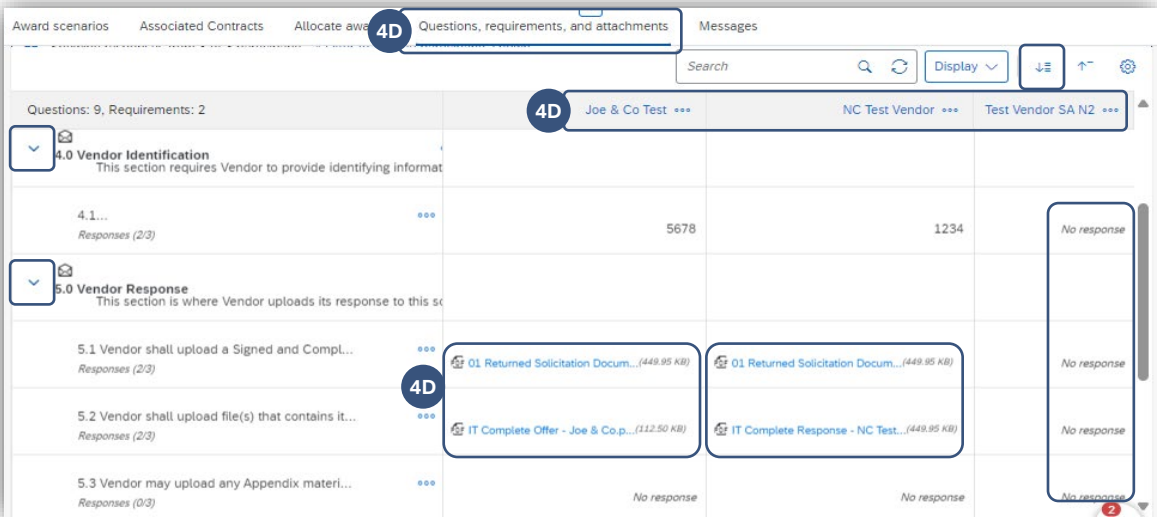 Award scenarios Associated Contracts Allocate awa 4D Questions, requirements, and attachments Messages
Search Display
Questions: 9, Requirements: 2 4D Joe & Co Test NC Test Vendor Test Vendor SA N2
4.0 Vendor Identification
This section requires Vendor to provide identifying informat
4.1... 5678 1234 No response
Responses (2/3)
5.0 Vendor Response
This section is where Vendor uploads its response to this so
5.1 Vendor shall upload a Signed and Compl... 01 Returned Solicitation Docum...(449.95 KB) 01 Returned Solicitation Docum...(449.95 KB) No response
Responses (2/3)
4D
5.2 Vendor shall upload file(s) that contains it... IT Complete Offer - Joe & Co.p...(112.50 KB) IT Complete Response - NC Test...(449.95 KB) No response
Responses (2/3)
5.3 Vendor may upload any Appendix materi... No response No response No response
Responses (0/3)
2